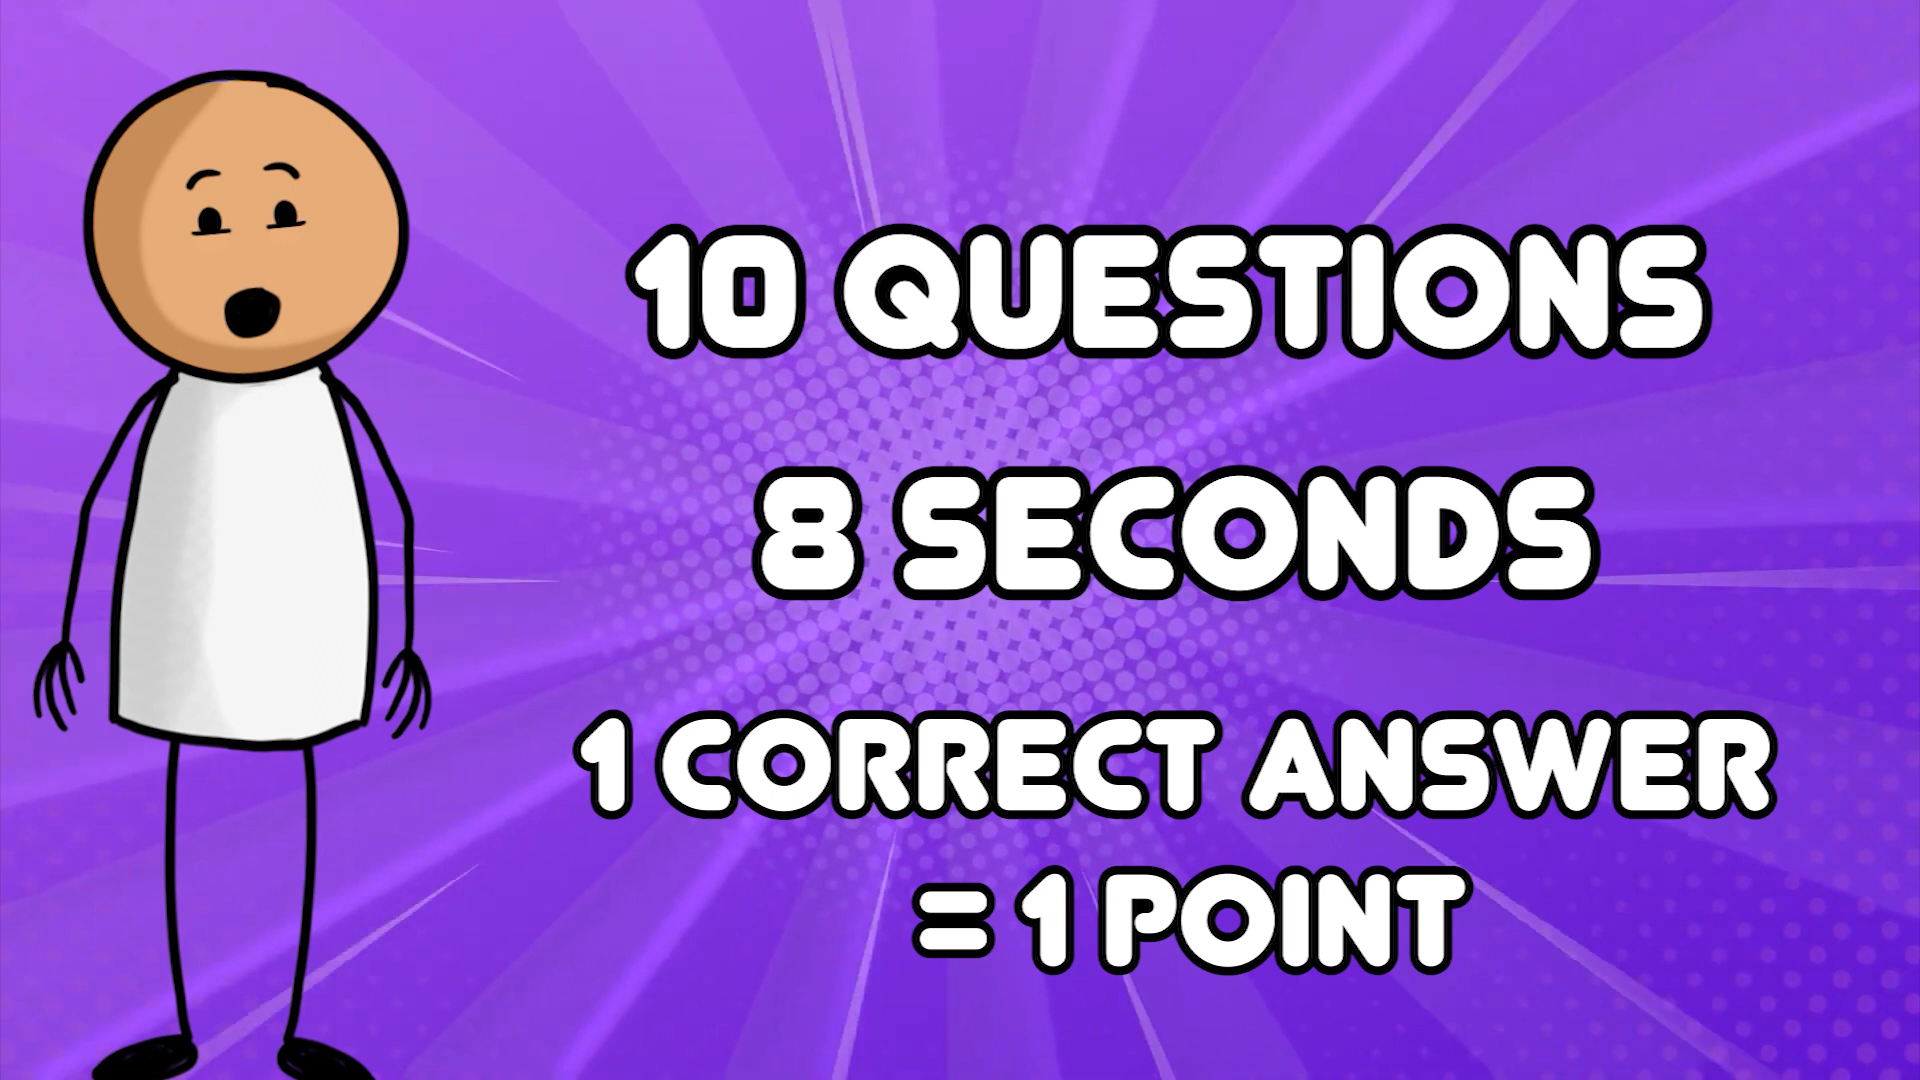 10 QUESTIONS
8 SECONDS
1 CORRECT ANSWER
= 1 POINT